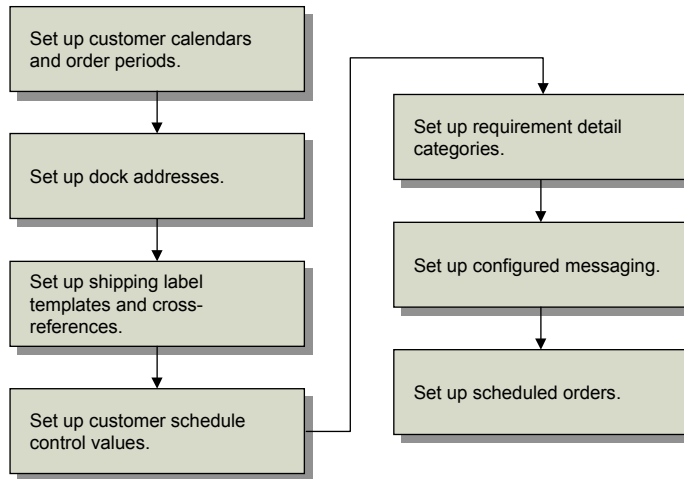 Set up customer calendars
and order periods.
Set up dock addresses.
Set up shipping label
templates and cross-
references.
Set up customer schedule
control values.
Set up requirement detail
categories.
Set up configured messaging.
Set up scheduled orders.